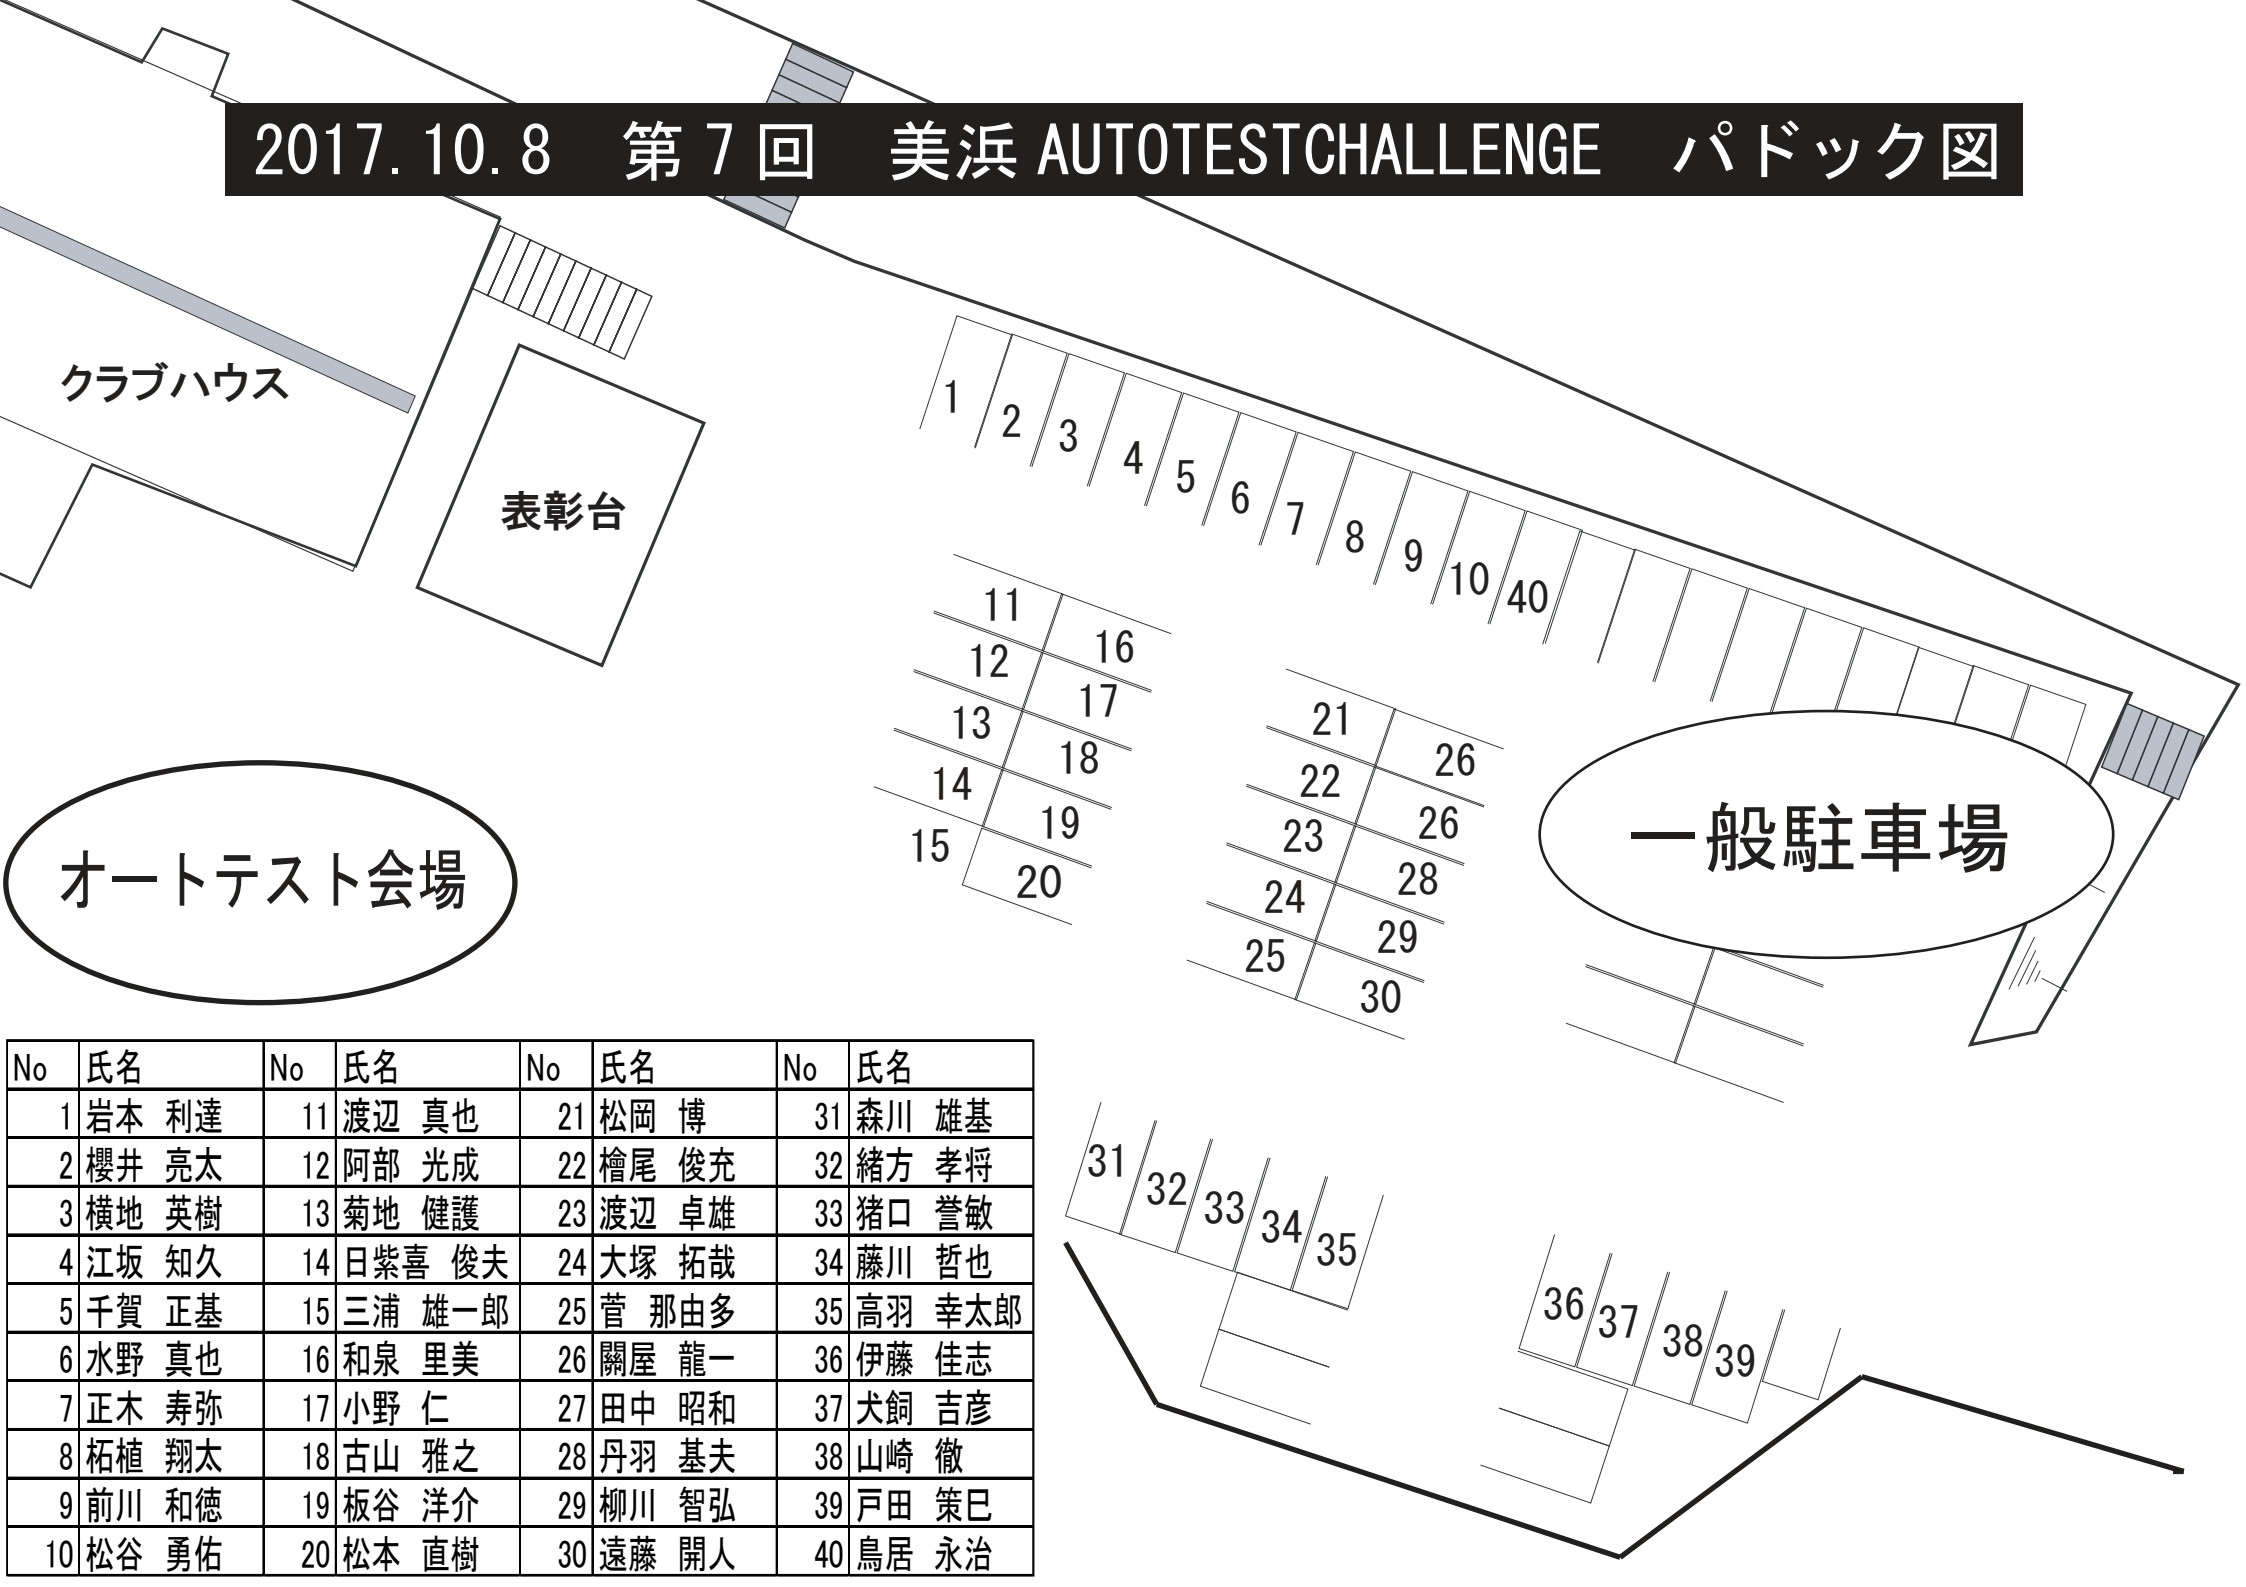 2017.10.8 第7回 美浜AUTOTESTCHALLENGE パドック図
クラブハウス
表彰台
1
2
3
4
5
6
7
8
9
10
40
11
16
12
17
13
18
14
19
15
20
21
26
22
26
23
28
24
29
25
30
一般駐車場
オートテスト会場
31
32
33
34
35
36
37
38
39
No 氏名 No 氏名 No 氏名 No 氏名
1 岩本 利達 11 渡辺 真也 21 松岡 博 31 森川 雄基
2 櫻井 亮太 12 阿部 光成 22 檜尾 俊充 32 緒方 孝将
3 横地 英樹 13 菊地 健護 23 渡辺 卓雄 33 猪口 誉敏
4 江坂 知久 14 日紫喜 俊夫 24 大塚 拓哉 34 藤川 哲也
5 千賀 正基 15 三浦 雄一郎 25 菅 那由多 35 高羽 幸太郎
6 水野 真也 16 和泉 里美 26 關屋 龍一 36 伊藤 佳志
7 正木 寿弥 17 小野 仁 27 田中 昭和 37 犬飼 吉彦
8 柘植 翔太 18 古山 雅之 28 丹羽 基夫 38 山崎 徹
9 前川 和徳 19 板谷 洋介 29 柳川 智弘 39 戸田 策巳
10 松谷 勇佑 20 松本 直樹 30 遠藤 開人 40 鳥居 永治